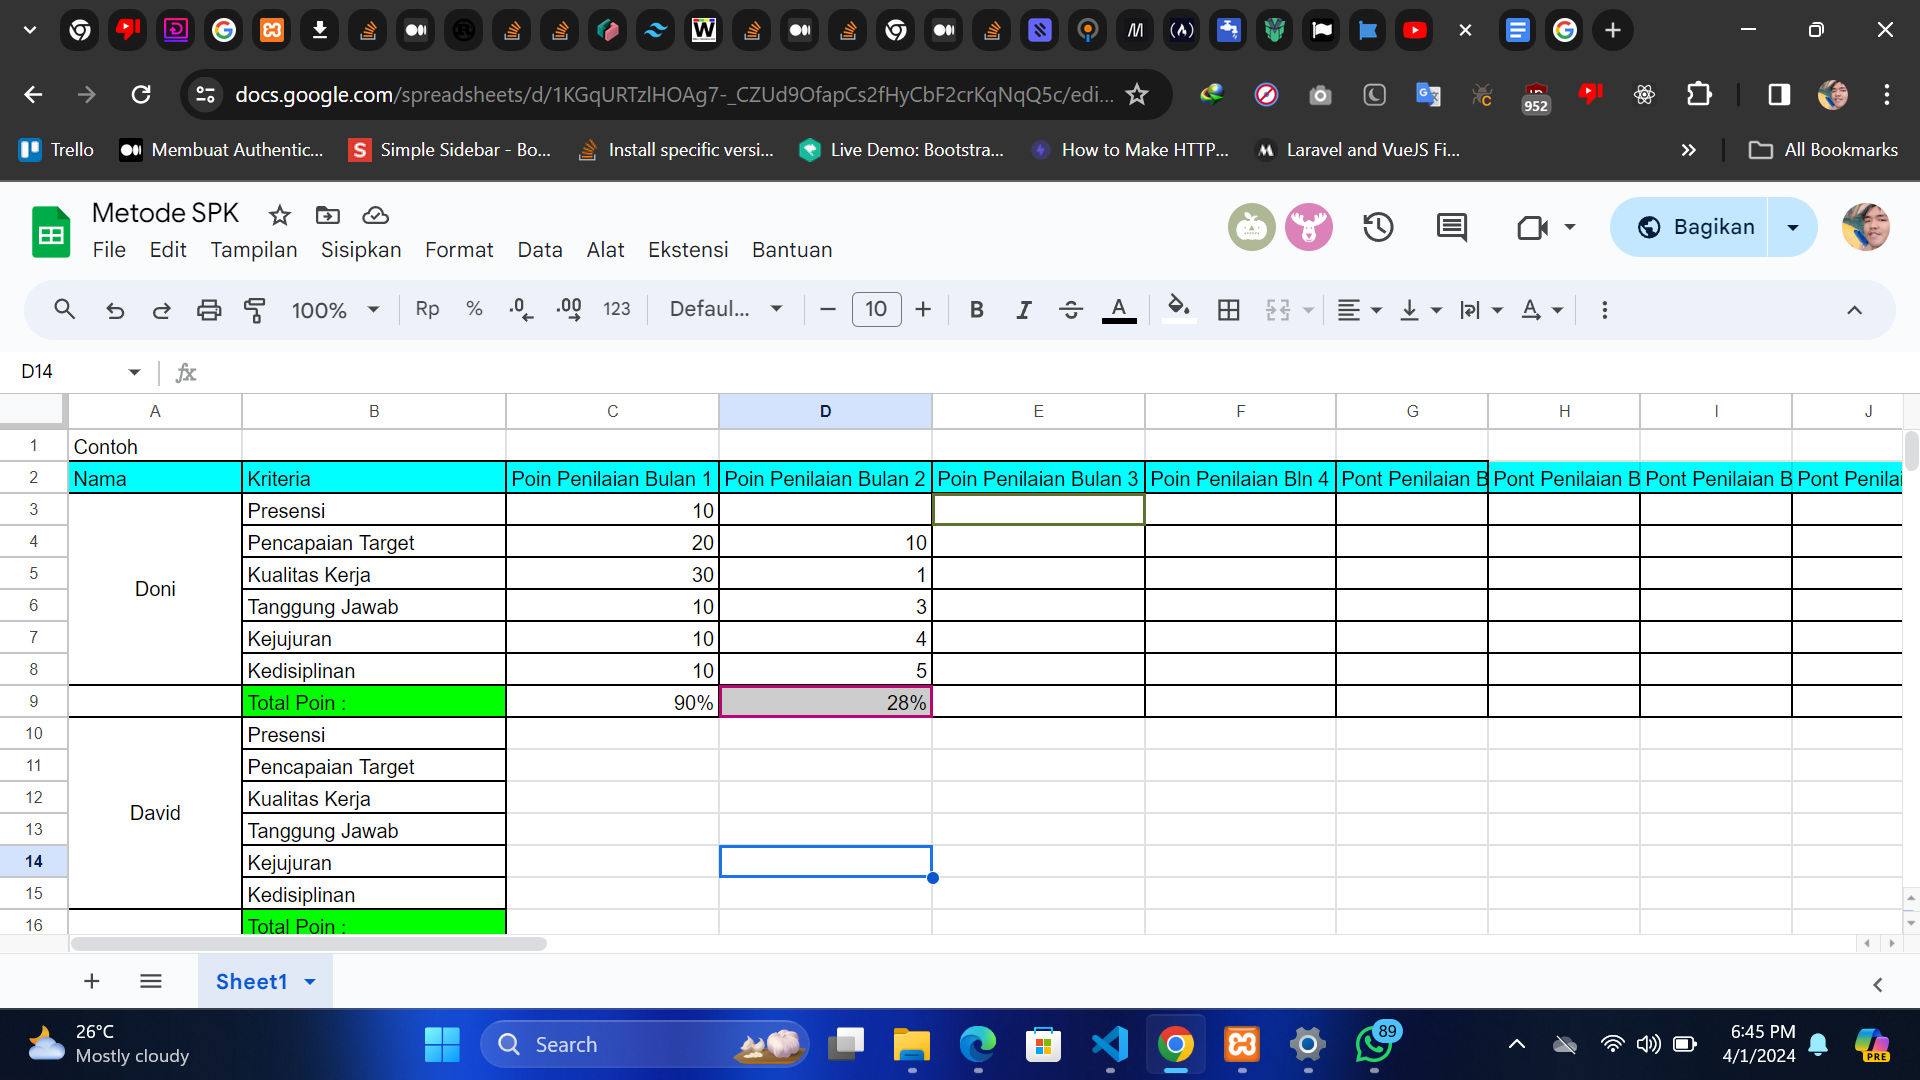 docs.google.com/spreadsheets/d/1KGqURTzlHOAg7-_CZUd9OfapCs2fHyCbF2crKqNqQ5c/edi...
952
Trello
Membuat Authentic...
Simple Sidebar - Bo...
Install specific versi...
Live Demo: Bootstra...
How to Make HTTP...
Laravel and VueJS Fi...
All Bookmarks
Metode SPK
File Edit Tampilan Sisipkan Format Data Alat Ekstensi Bantuan
Bagikan
100% Rp % .0 .00 123 Defaul... 10 B I A
D14 fx
A B C D E F G H I J
1 Contoh
2 Nama Kriteria Poin Penilaian Bulan 1 Poin Penilaian Bulan 2 Poin Penilaian Bulan 3 Poin Penilaian Bln 4 Pont Penilaian B Pont Penilaian B Pont Penilaian B Pont Penilai
3 Presensi 10
4 Pencapaian Target 20 10
5 Kualitas Kerja 30 1
Doni
6 Tanggung Jawab 10 3
7 Kejujuran 10 4
8 Kedisiplinan 10 5
9 Total Poin : 90% 28%
10 Presensi
11 Pencapaian Target
12 Kualitas Kerja
David
13 Tanggung Jawab
14 Kejujuran
15 Kedisiplinan
16 Total Poin :
Sheet1
26°C
Mostly cloudy
Search
89
6:45 PM
4/1/2024
PRE